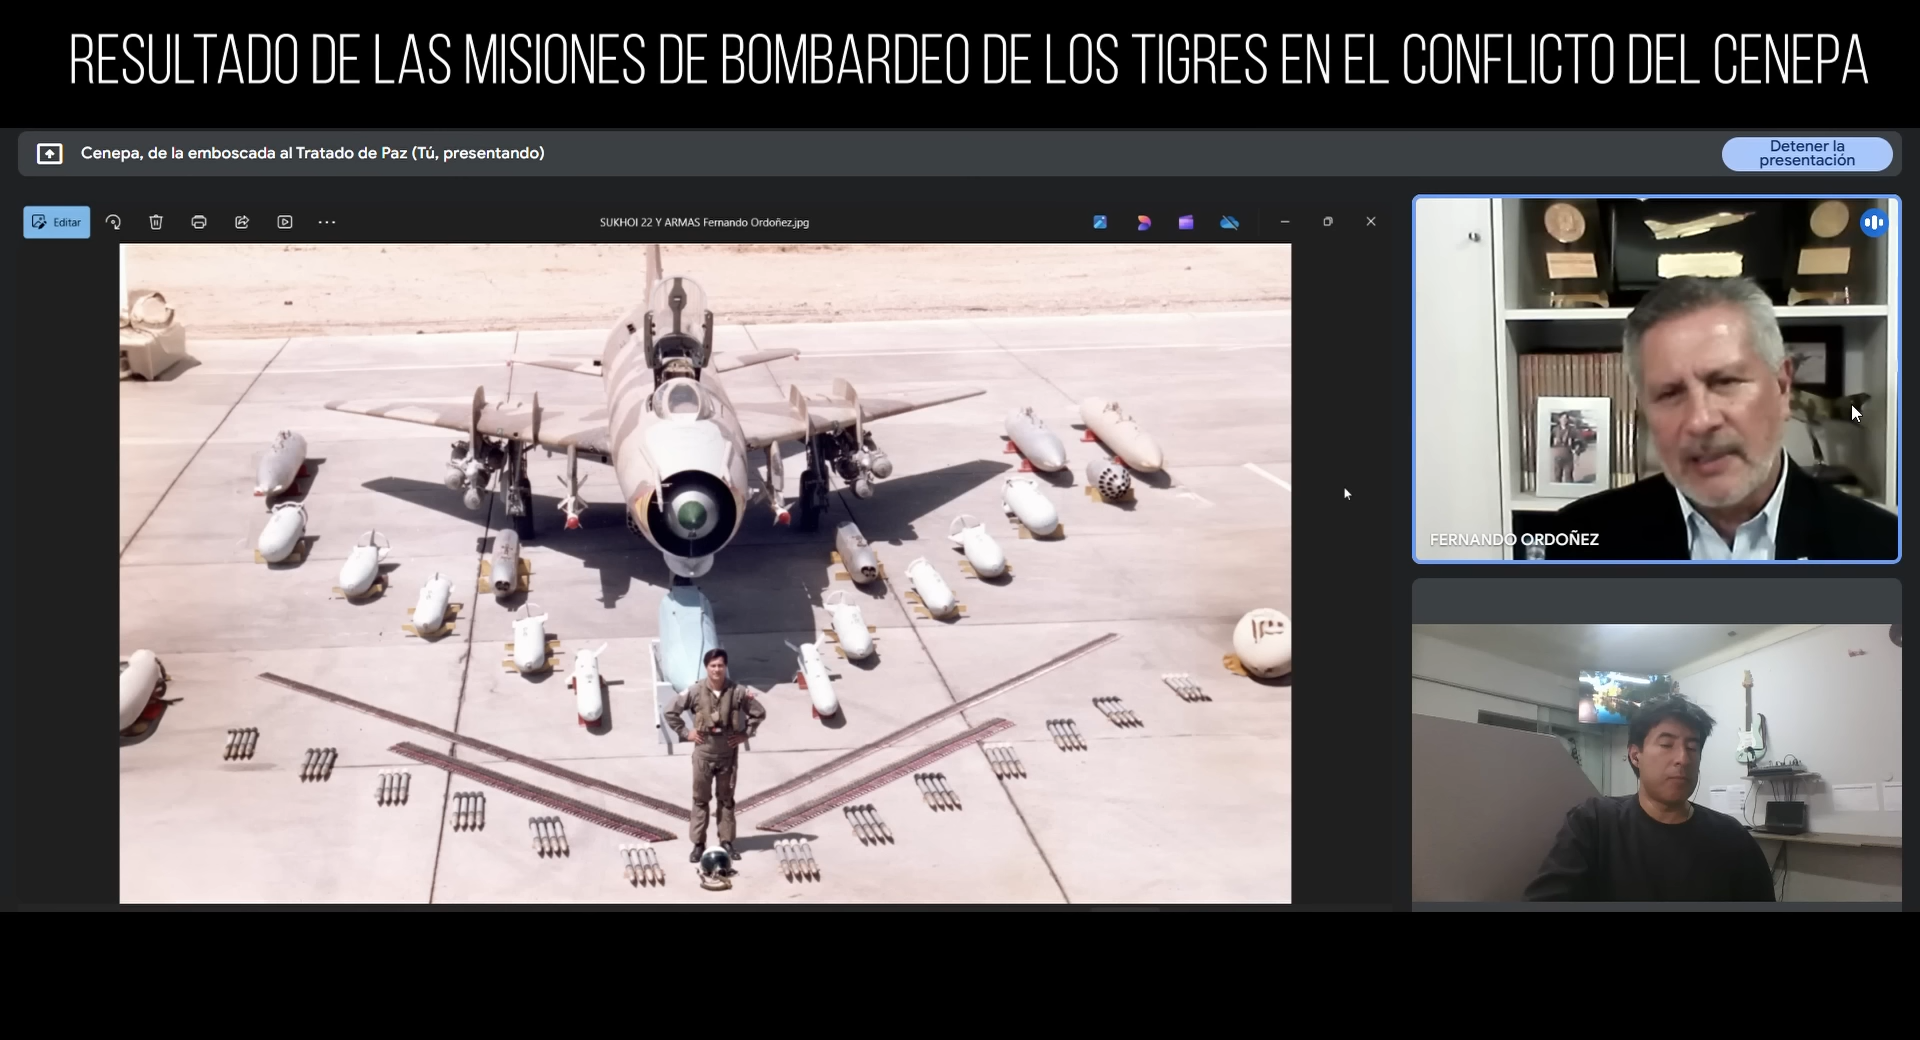 RESULTADO DE LAS MISIONES DE BOMBARDEO DE LOS TIGRES EN EL CONFLICTO DEL CENEPA
Cenepa, de la emboscada al Tratado de Paz (Tú, presentando)
Detener la
presentación
Editar
SUKHOI 22 Y ARMAS Fernando Ordoñez.jpg
FERNANDO ORDOÑEZ